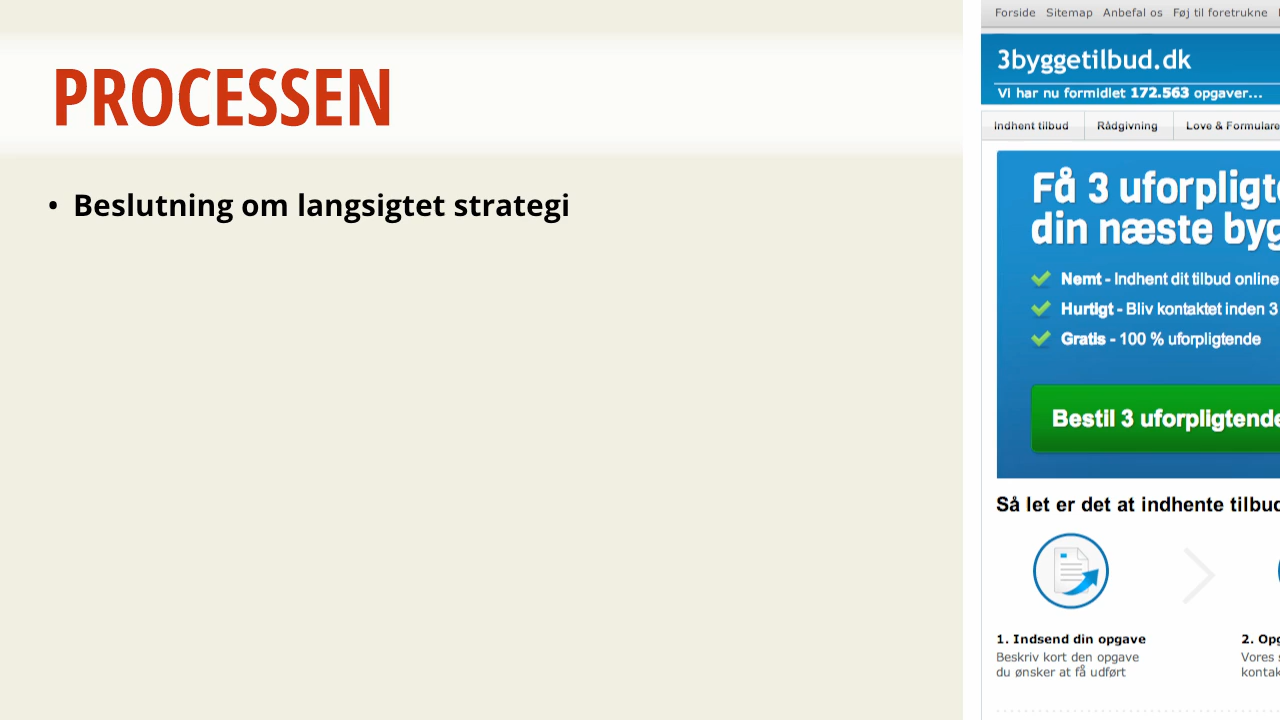 PROCESSEN
• Beslutning om langsigtet strategi
Forside Sitemap Anbefal os Føj til foretrukne
3byggetilbud.dk
Vi har nu formidlet 172.563 opgaver...
Indhent tilbud Rådgivning Love & Formulare
Få 3 uforpligte
din næste byg
Nemt - Indhent dit tilbud online
Hurtigt - Bliv kontaktet inden 3
Gratis - 100 % uforpligtende
Bestil 3 uforpligtende
Så let er det at indhente tilbud
1. Indsend din opgave
Beskriv kort den opgave
du ønsker at få udført
2. Opg
Vores s
kontak